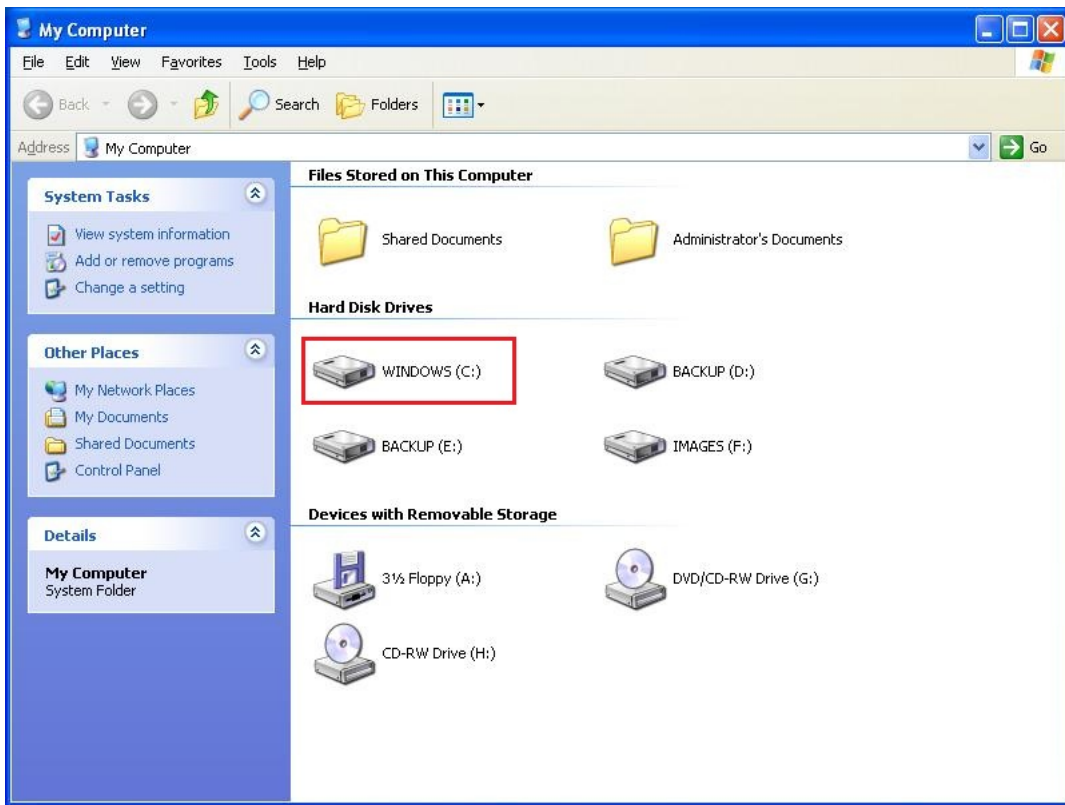 My Computer
File Edit View Favorites Tools Help
Back Search Folders
Address My Computer Go
System Tasks
View system information
Add or remove programs
Change a setting
Other Places
My Network Places
My Documents
Shared Documents
Control Panel
Details
My Computer
System Folder
Files Stored on This Computer
Shared Documents Administrator's Documents
Hard Disk Drives
WINDOWS (C:) BACKUP (D:)
BACKUP (E:) IMAGES (F:)
Devices with Removable Storage
3½ Floppy (A:) DVD/CD-RW Drive (G:)
CD-RW Drive (H:)